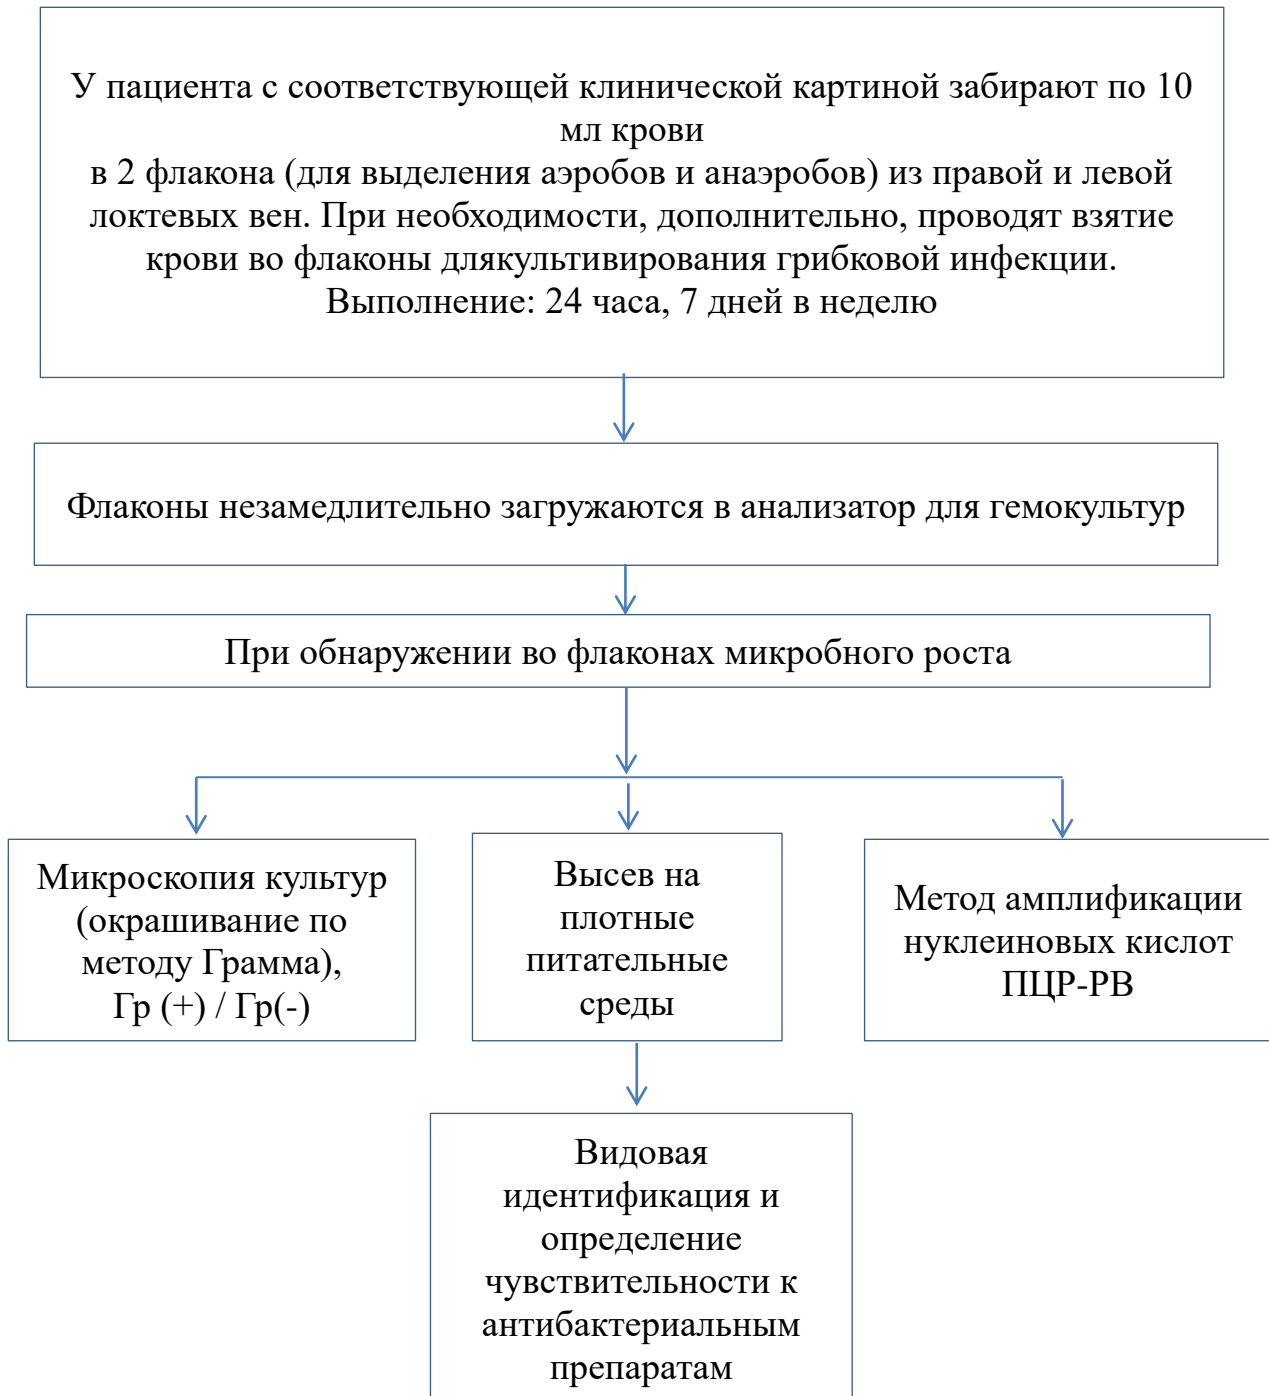 У пациента с соответствующей клинической картиной забирают по 10
мл крови
в 2 флакона (для выделения аэробов и анаэробов) из правой и левой
локтевых вен. При необходимости, дополнительно, проводят взятие
крови во флаконы длякультивирования грибковой инфекции.
Выполнение: 24 часа, 7 дней в неделю
Флаконы незамедлительно загружаются в анализатор для гемокультур
При обнаружении во флаконах микробного роста
Микроскопия культур
(окрашивание по
методу Грамма),
Гр (+) / Гр(-)
Высев на
плотные
питательные
среды
Метод амплификации
нуклеиновых кислот
ПЦР-РВ
Видовая
идентификация и
определение
чувствительности к
антибактериальным
препаратам